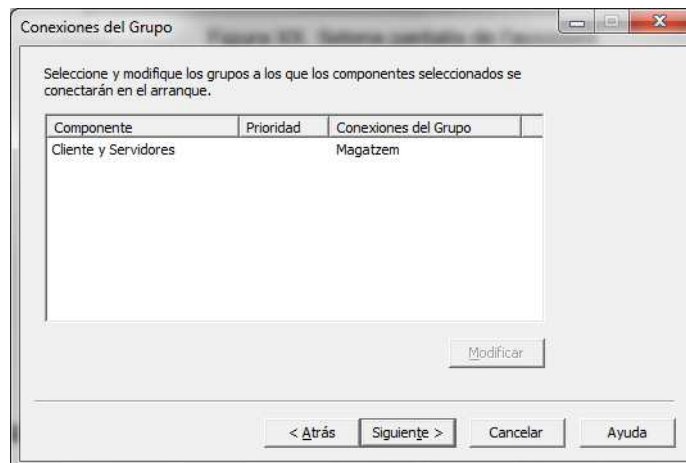 Conexiones del Grupo
Seleccione y modifique los grupos a los que los componentes seleccionados se
conectarán en el arranque.
Componente Prioridad Conexiones del Grupo
Cliente y Servidores Magatzem
Modificar
< Atrás Siguiente > Cancelar Ayuda